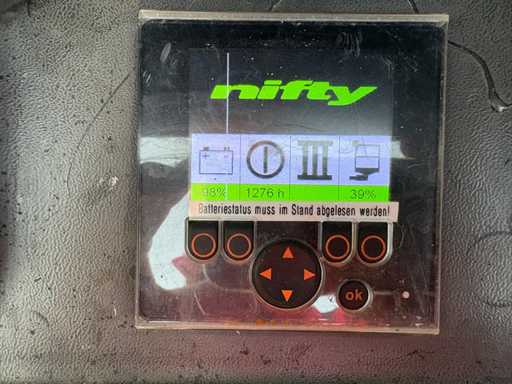 nifty
98% 1276 h 39%
Batteriestatus muss im Stand abgelesen werden!
ok